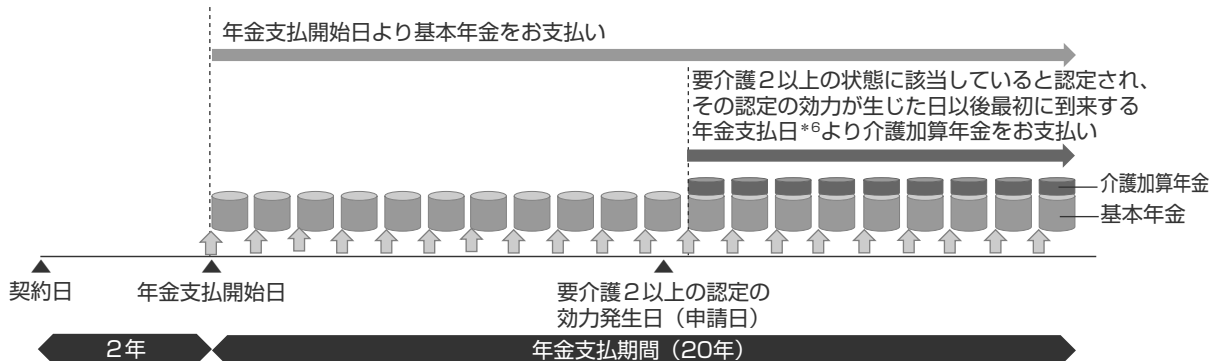 年金支払開始日より基本年金をお支払い
要介護2以上の状態に該当していると認定され、
その認定の効力が生じた日以後最初に到来する
年金支払日*6より介護加算年金をお支払い
介護加算年金
基本年金
契約日
年金支払開始日
要介護2以上の認定の
効力発生日(申請日)
2年
年金支払期間(20年)